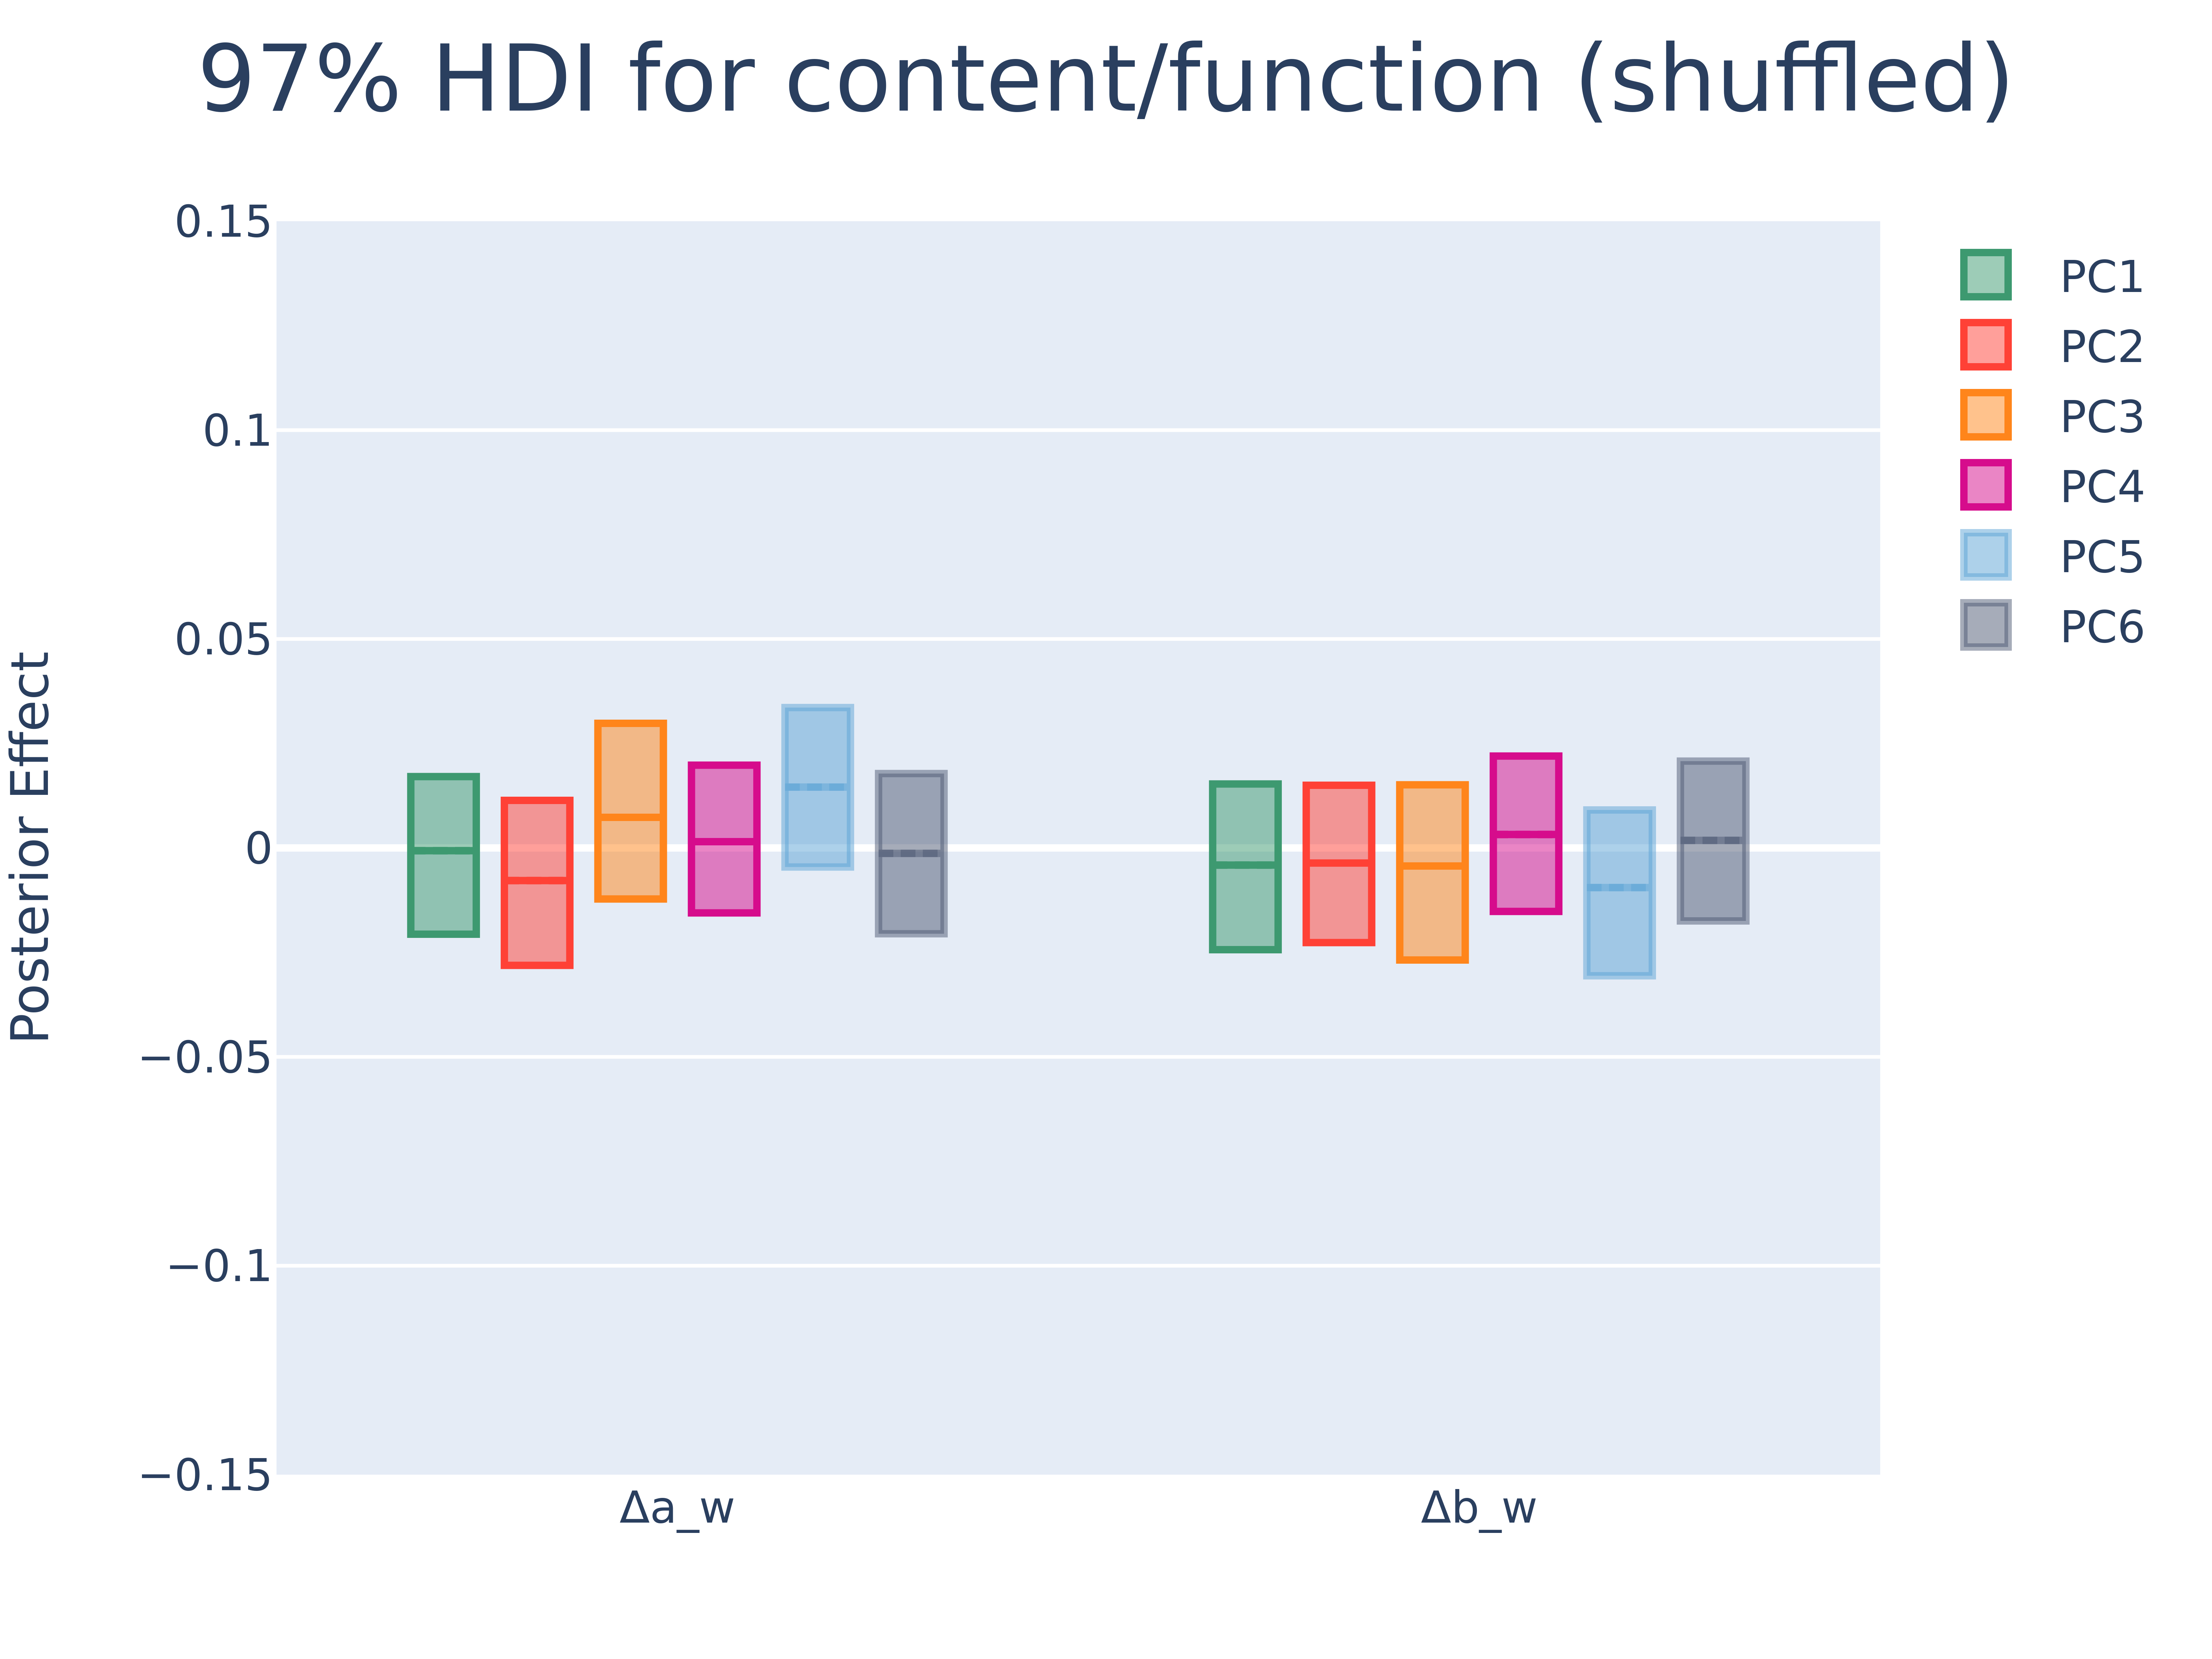 97% HDI for content/function (shuffled)
0.15
0.1
0.05
0
−0.05
−0.1
−0.15
Posterior Effect
Δa_w
Δb_w
PC1
PC2
PC3
PC4
PC5
PC6